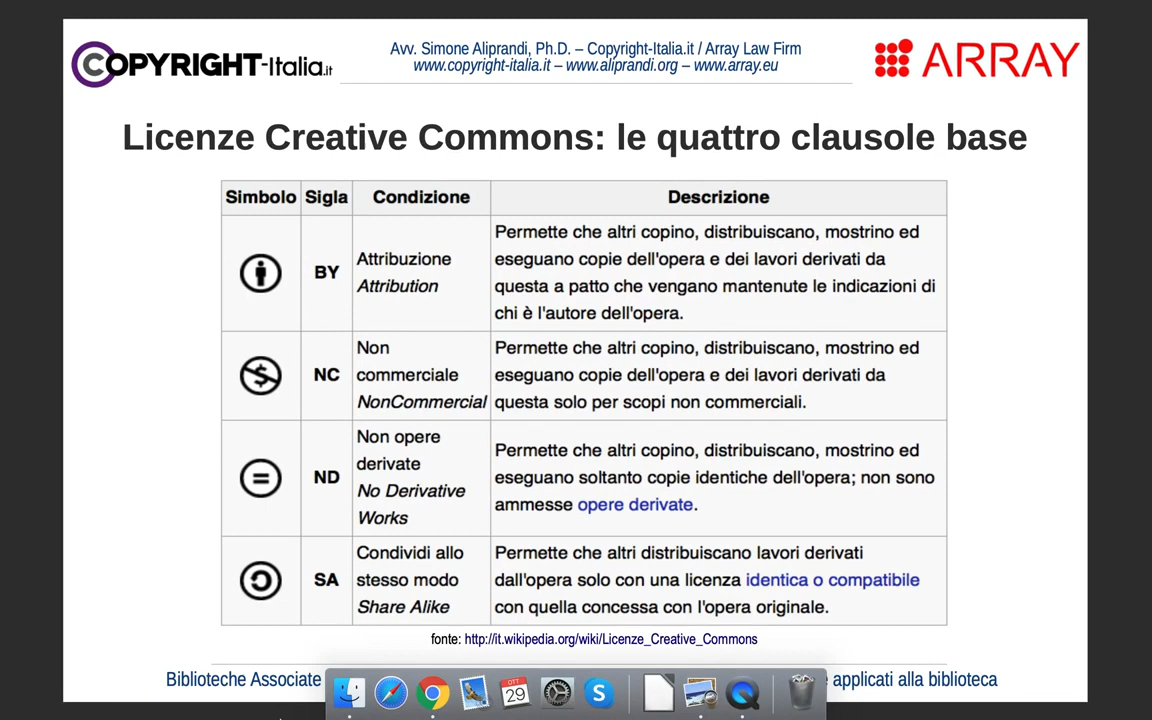 COPYRIGHT-Italia.it
Avv. Simone Aliprandi, Ph.D. – Copyright-Italia.it / Array Law Firm
www.copyright-italia.it – www.aliprandi.org – www.array.eu
ARRAY
Licenze Creative Commons: le quattro clausole base
Simbolo Sigla Condizione Descrizione
BY
Attribuzione
Attribution
Permette che altri copino, distribuiscano, mostrino ed
eseguano copie dell'opera e dei lavori derivati da
questa a patto che vengano mantenute le indicazioni di
chi è l'autore dell'opera.
NC
Non
commerciale
NonCommercial
Permette che altri copino, distribuiscano, mostrino ed
eseguano copie dell'opera e dei lavori derivati da
questa solo per scopi non commerciali.
ND
Non opere
derivate
No Derivative
Works
Permette che altri copino, distribuiscano, mostrino ed
eseguano soltanto copie identiche dell'opera; non sono
ammesse opere derivate.
SA
Condividi allo
stesso modo
Share Alike
Permette che altri distribuiscano lavori derivati
dall'opera solo con una licenza identica o compatibile
con quella concessa con l'opera originale.
fonte: http://it.wikipedia.org/wiki/Licenze_Creative_Commons
Biblioteche Associate
e applicati alla biblioteca
OTT
29